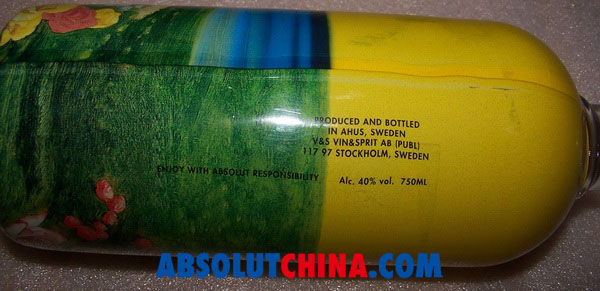 PRODUCED AND BOTTLED
IN AHUS, SWEDEN
V&S VIN&SPRIT AB (PUBL)
117 97 STOCKHOLM, SWEDEN
ENJOY WITH ABSOLUT RESPONSIBILITY
Alc. 40% vol. 750ML
ABSOLUTCHINA.COM